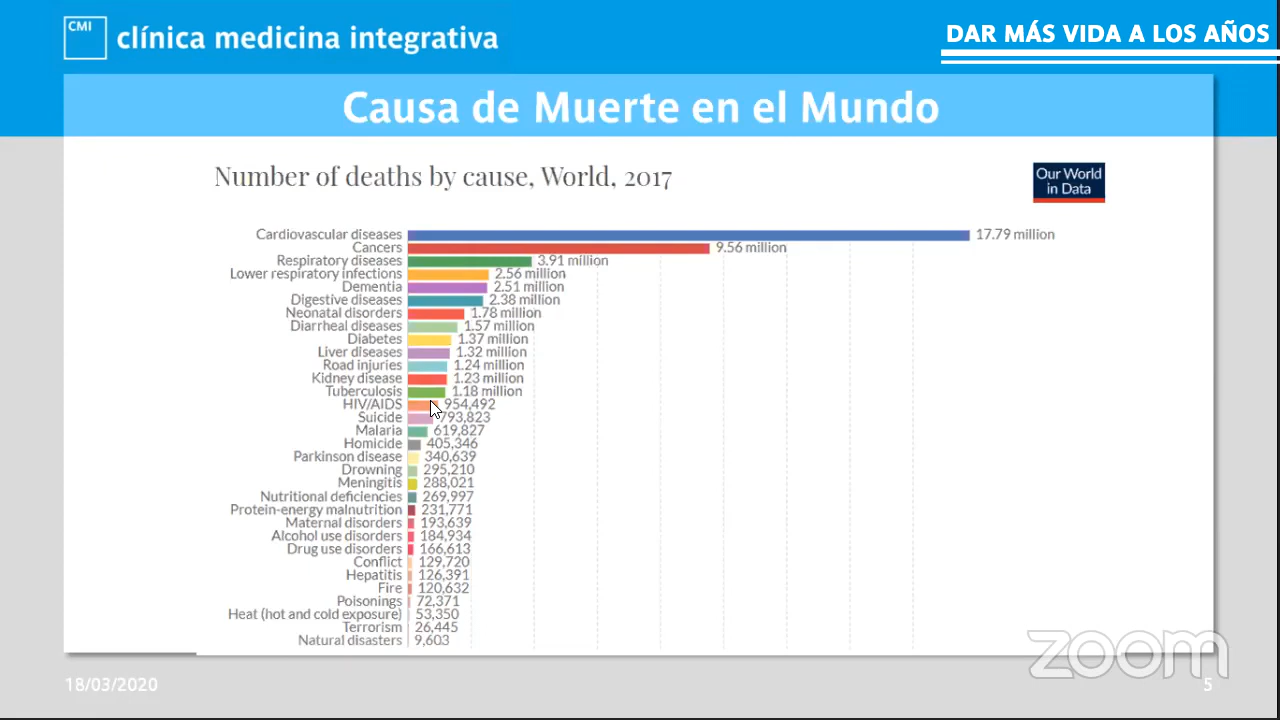 CMI
clínica medicina integrativa
DAR MÁS VIDA A LOS AÑOS
Causa de Muerte en el Mundo
Number of deaths by cause, World, 2017
Our World
in Data
Cardiovascular diseases 17.79 million
Cancers 9.56 million
Respiratory diseases 3.91 million
Lower respiratory infections 2.56 million
Dementia 2.51 million
Digestive diseases 2.38 million
Neonatal disorders 1.78 million
Diarrheal diseases 1.57 million
Diabetes 1.37 million
Liver diseases 1.32 million
Road injuries 1.24 million
Kidney disease 1.23 million
Tuberculosis 1.18 million
HIV/AIDS 954,492
Suicide 793,823
Malaria 619,827
Homicide 405,346
Parkinson disease 340,639
Drowning 295,210
Meningitis 288,021
Nutritional deficiencies 269,997
Protein-energy malnutrition 231,771
Maternal disorders 193,639
Alcohol use disorders 184,934
Drug use disorders 166,613
Conflict 129,720
Hepatitis 126,391
Fire 120,632
Poisonings 72,371
Heat (hot and cold exposure) 53,350
Terrorism 26,445
Natural disasters 9,603
zoom
18/03/2020
5